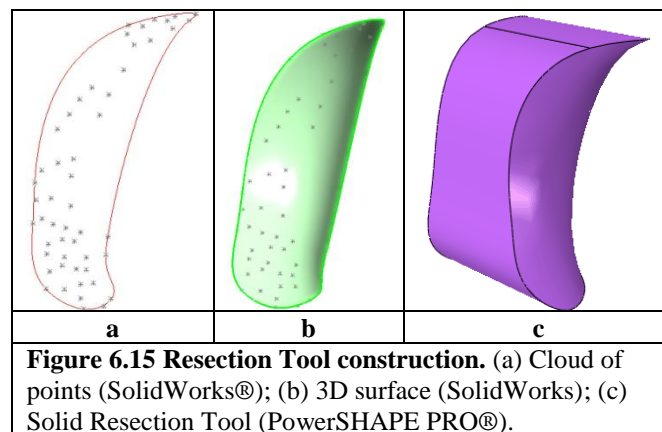 a b c
Figure 6.15 Resection Tool construction. (a) Cloud of
points (SolidWorks®); (b) 3D surface (SolidWorks); (c)
Solid Resection Tool (PowerSHAPE PRO®).